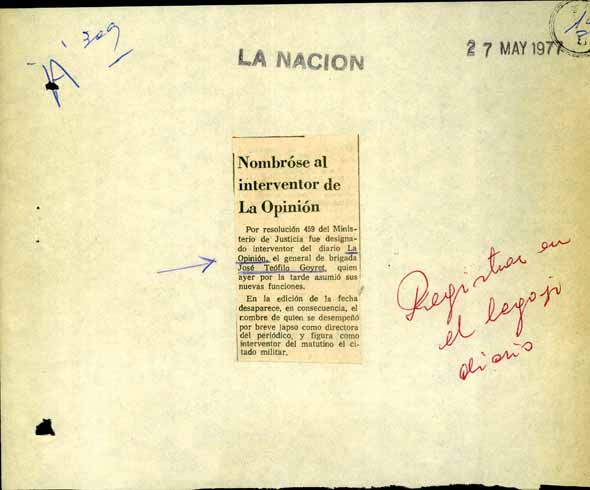 A' 309
LA NACION
27 MAY 1977
Nombróse al
interventor de
La Opinión
Por resolución 459 del Minis-
terio de Justicia fue designa-
do interventor del diario La
Opinión, el general de brigada
José Teófilo Goyret, quien
ayer por la tarde asumió sus
nuevas funciones.
En la edición de la fecha
desaparece, en consecuencia, el
nombre de quien se desempeñó
por breve lapso como directora
del periódico, y figura como
interventor del matutino el ci-
tado militar.
Registrar en
el legajo
diario